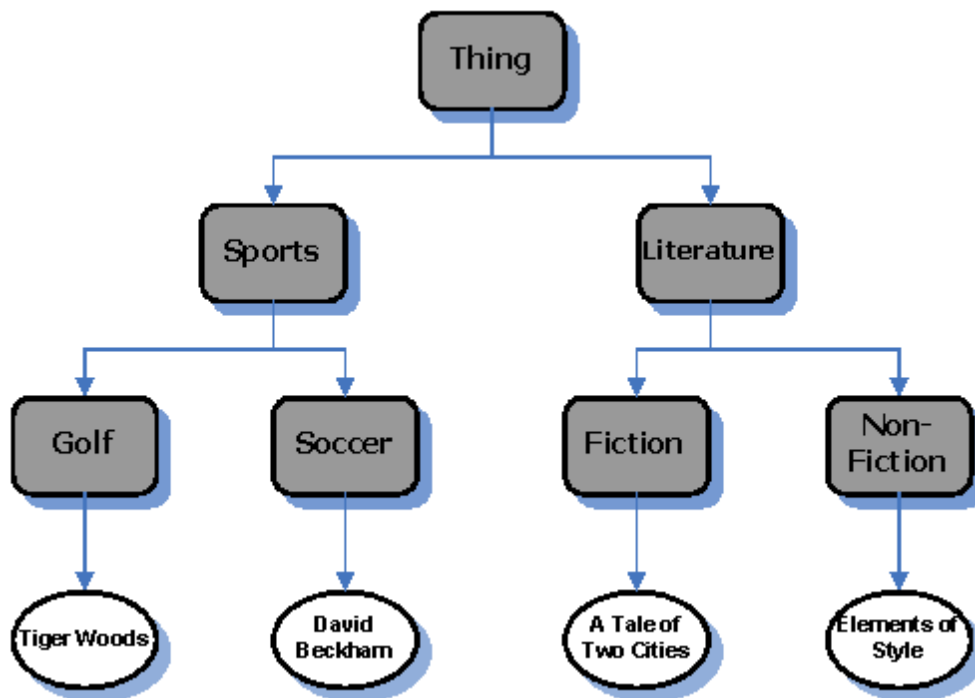 Thing
Sports
Literature
Golf
Soccer
Fiction
Non-
Fiction
Tiger Woods
David
Beckham
A Tale of
Two Cities
Elements of
Style